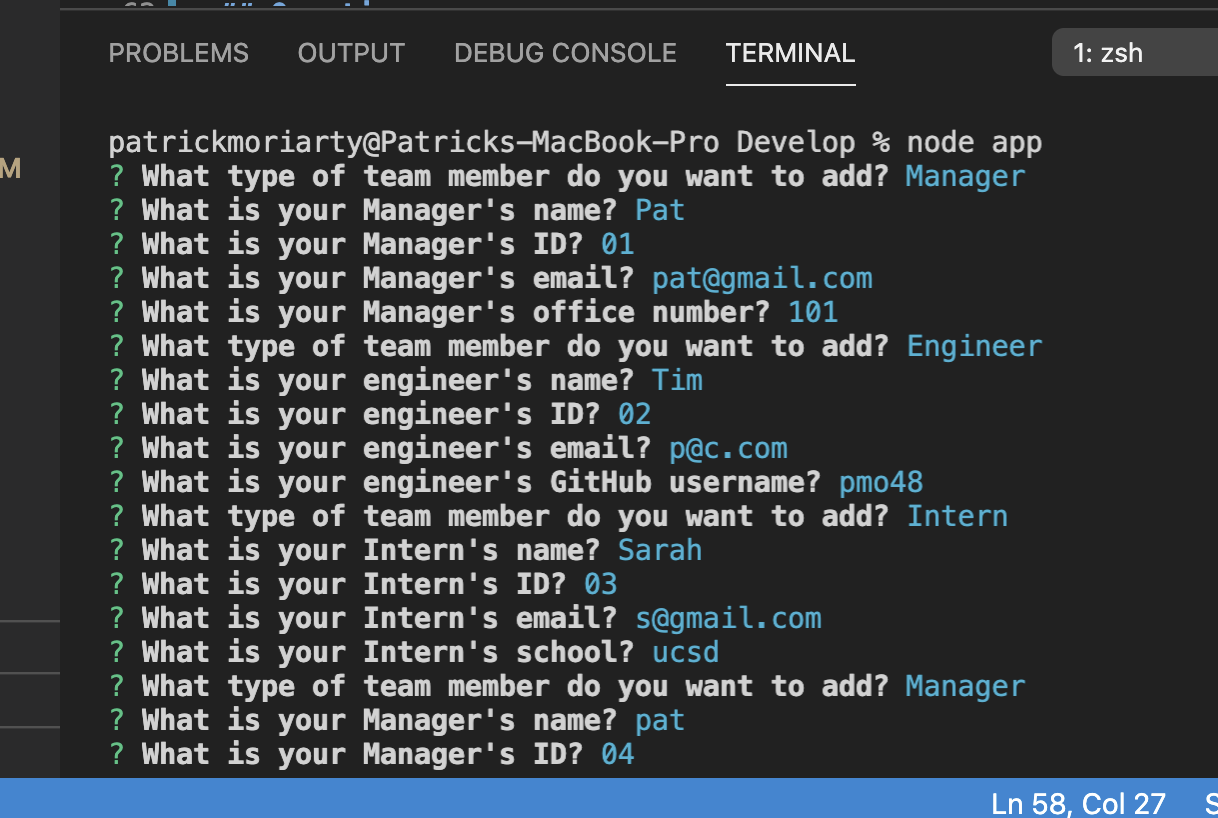 PROBLEMS OUTPUT DEBUG CONSOLE TERMINAL 1: zsh
patrickmoriarty@Patricks-MacBook-Pro Develop % node app
M
? What type of team member do you want to add? Manager
? What is your Manager's name? Pat
? What is your Manager's ID? 01
? What is your Manager's email? pat@gmail.com
? What is your Manager's office number? 101
? What type of team member do you want to add? Engineer
? What is your engineer's name? Tim
? What is your engineer's ID? 02
? What is your engineer's email? p@c.com
? What is your engineer's GitHub username? pmo48
? What type of team member do you want to add? Intern
? What is your Intern's name? Sarah
? What is your Intern's ID? 03
? What is your Intern's email? s@gmail.com
? What is your Intern's school? ucsd
? What type of team member do you want to add? Manager
? What is your Manager's name? pat
? What is your Manager's ID? 04
Ln 58, Col 27